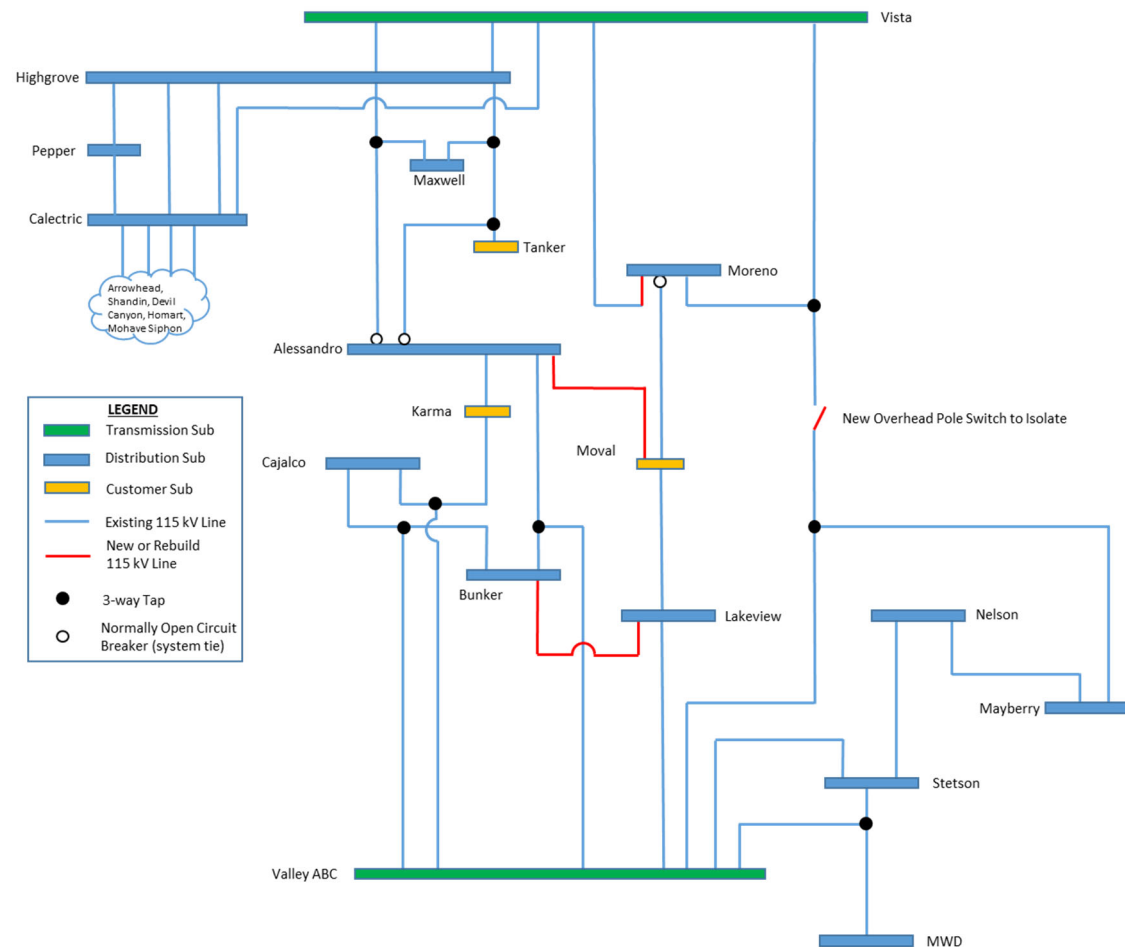 Vista
Highgrove
Pepper
Maxwell
Calectric
Tanker
Moreno
Arrowhead,
Shandin, Devil
Canyon, Homart,
Mohave Siphon
Alessandro
LEGEND
Transmission Sub
Distribution Sub
Customer Sub
Existing 115 kV Line
New or Rebuild
115 kV Line
3-way Tap
Normally Open Circuit
Breaker (system tie)
Karma
New Overhead Pole Switch to Isolate
Moval
Cajalco
Bunker
Lakeview
Nelson
Mayberry
Stetson
Valley ABC
MWD